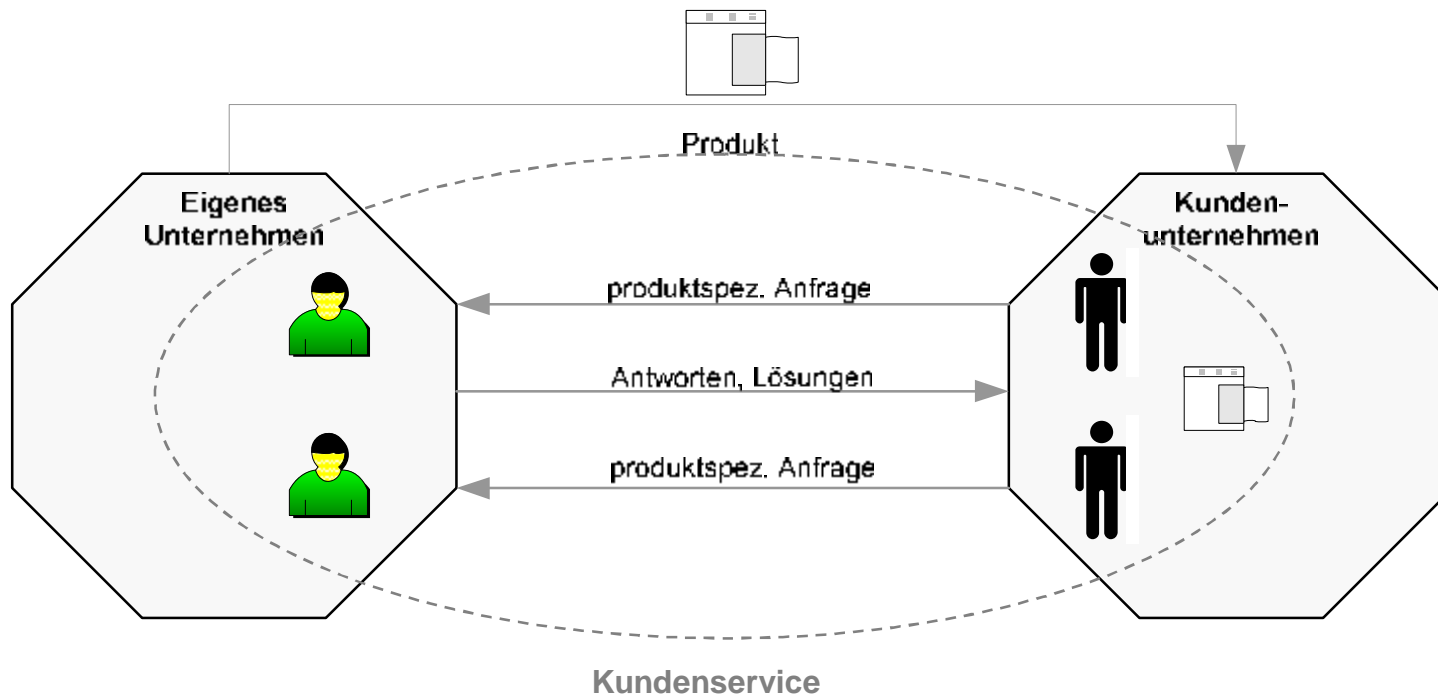 Produkt
Eigenes
Unternehmen
Kunden-
unternehmen
produktspez. Anfrage
Antworten, Lösungen
produktspez. Anfrage
Kundenservice